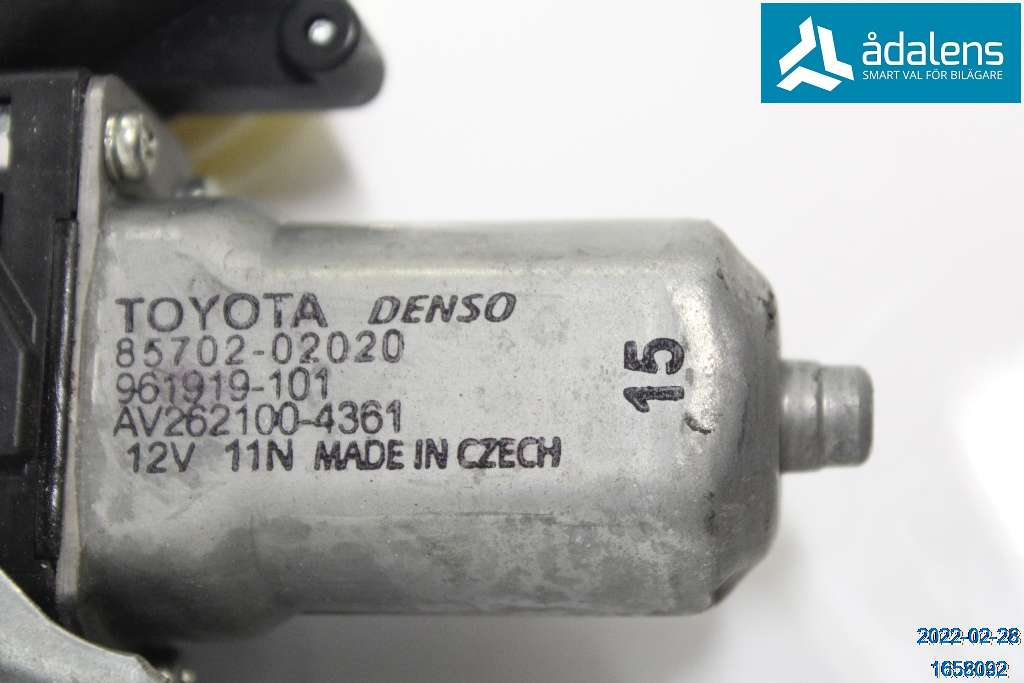 ådalens
SMART VAL FÖR BILÄGARE
TOYOTA DENSO
85702-02020
961919-101
AV262100-4361
12V 11N MADE IN CZECH
15
2022-02-28
1658092